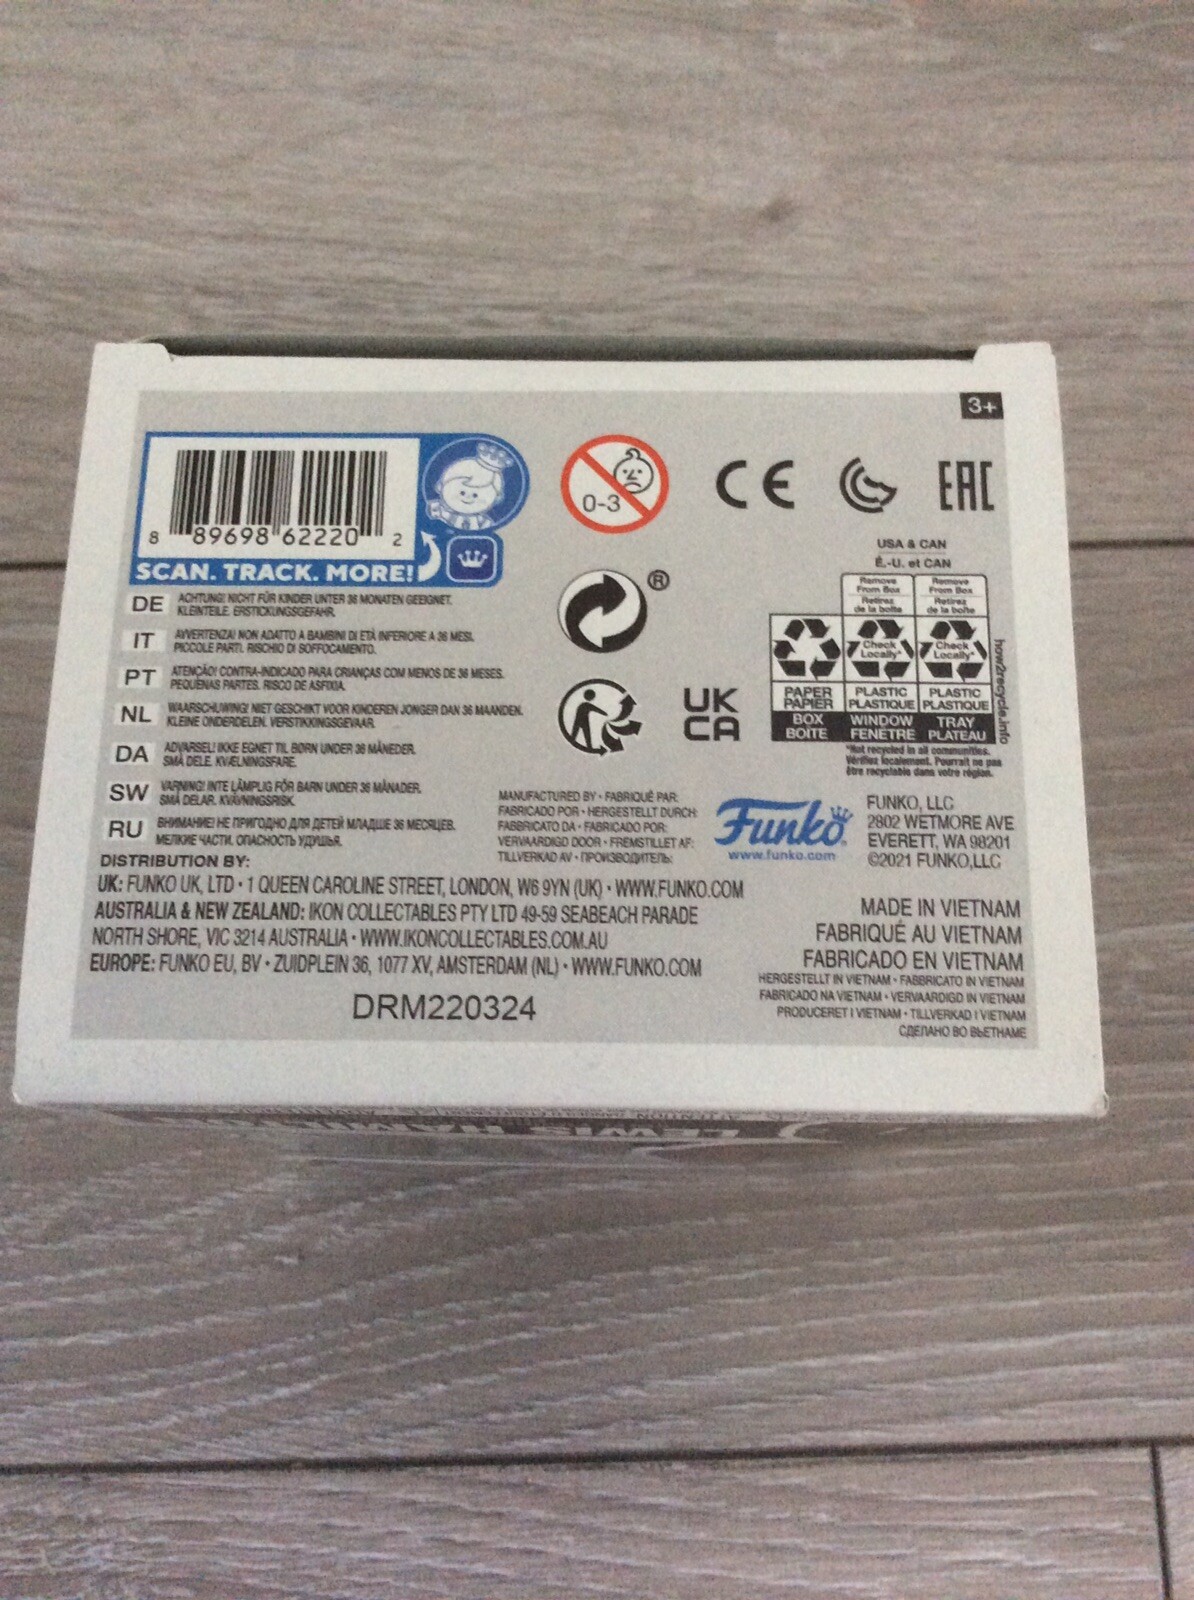 3+
8 89698 62220 2
SCAN. TRACK. MORE!
0-3
CE
EAC
®
UK
CA
USA & CAN
É.-U. et CAN
Remove From Box
Retirez de la boîte
Remove From Box
Retirez de la boîte
Check Locally*
Check Locally*
PAPER
PAPIER
BOX
BOÎTE
PLASTIC
PLASTIQUE
WINDOW
FENÊTRE
PLASTIC
PLASTIQUE
TRAY
PLATEAU
how2recycle.info
*Not recycled in all communities.
Vérifiez localement. Pourrait ne pas
être recyclable dans votre région.
DE ACHTUNG! NICHT FÜR KINDER UNTER 36 MONATEN GEEIGNET.
KLEINTEILE. ERSTICKUNGSGEFAHR.
IT AVVERTENZA! NON ADATTO A BAMBINI DI ETÀ INFERIORE A 36 MESI.
PICCOLE PARTI. RISCHIO DI SOFFOCAMENTO.
PT ATENÇÃO! CONTRA-INDICADO PARA CRIANÇAS COM MENOS DE 36 MESES.
PEQUENAS PARTES. RISCO DE ASFIXIA.
NL WAARSCHUWING! NIET GESCHIKT VOOR KINDEREN JONGER DAN 36 MAANDEN.
KLEINE ONDERDELEN. VERSTIKKINGSGEVAAR.
DA ADVARSEL! IKKE EGNET TIL BØRN UNDER 36 MÅNEDER.
SMÅ DELE. KVÆLNINGSFARE.
SW VARNING! INTE LÄMPLIG FÖR BARN UNDER 36 MÅNADER.
SMÅ DELAR. KVÄVNINGSRISK.
RU ВНИМАНИЕ! НЕ ПРИГОДНО ДЛЯ ДЕТЕЙ МЛАДШЕ 36 МЕСЯЦЕВ.
МЕЛКИЕ ЧАСТИ. ОПАСНОСТЬ УДУШЬЯ.
MANUFACTURED BY • FABRIQUÉ PAR:
FABRICADO POR • HERGESTELLT DURCH:
FABBRICATO DA • FABRICADO POR:
VERVAARDIGD DOOR • FREMSTILLET AF:
TILLVERKAD AV • ПРОИЗВОДИТЕЛЬ:
Funko
www.funko.com
FUNKO, LLC
2802 WETMORE AVE
EVERETT, WA 98201
©2021 FUNKO,LLC
DISTRIBUTION BY:
UK: FUNKO UK, LTD • 1 QUEEN CAROLINE STREET, LONDON, W6 9YN (UK) • WWW.FUNKO.COM
AUSTRALIA & NEW ZEALAND: IKON COLLECTABLES PTY LTD 49-59 SEABEACH PARADE
NORTH SHORE, VIC 3214 AUSTRALIA • WWW.IKONCOLLECTABLES.COM.AU
EUROPE: FUNKO EU, BV • ZUIDPLEIN 36, 1077 XV, AMSTERDAM (NL) • WWW.FUNKO.COM
DRM220324
MADE IN VIETNAM
FABRIQUÉ AU VIETNAM
FABRICADO EN VIETNAM
HERGESTELLT IN VIETNAM • FABBRICATO IN VIETNAM
FABRICADO NA VIETNAM • VERVAARDIGD IN VIETNAM
PRODUCERET I VIETNAM • TILLVERKAD I VIETNAM
СДЕЛАНО ВО ВЬЕТНАМЕ
LEWIS